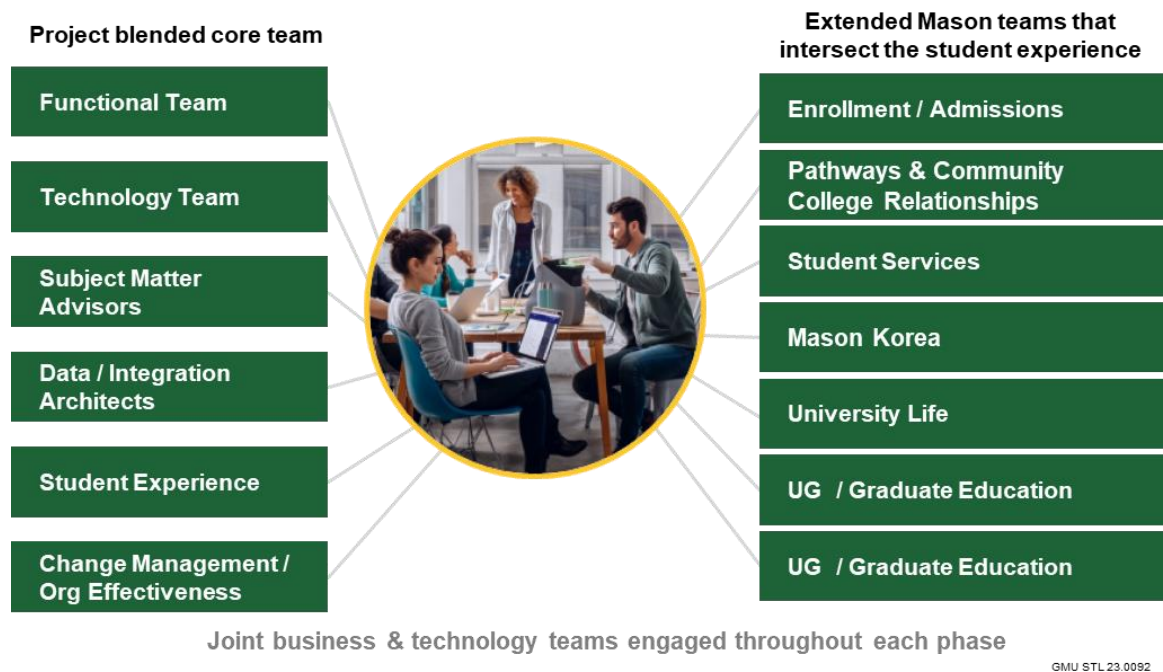 Project blended core team
Functional Team
Technology Team
Subject Matter
Advisors
Data / Integration
Architects
Student Experience
Change Management /
Org Effectiveness
Extended Mason teams that
intersect the student experience
Enrollment / Admissions
Pathways & Community
College Relationships
Student Services
Mason Korea
University Life
UG / Graduate Education
UG / Graduate Education
Joint business & technology teams engaged throughout each phase
GMU STL 23.0092